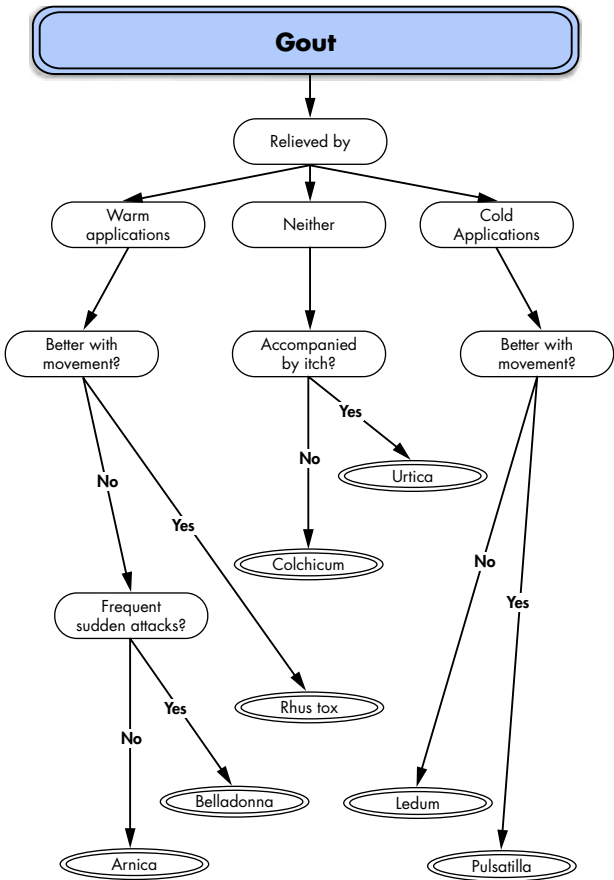 Gout
Relieved by
Warm
applications
Neither
Cold
Applications
Better with
movement?
Accompanied
by itch?
Better with
movement?
Yes
No
Urtica
No
Yes
Colchicum
No
Yes
Frequent
sudden attacks?
Rhus tox
Yes
No
Belladonna
Ledum
Arnica
Pulsatilla